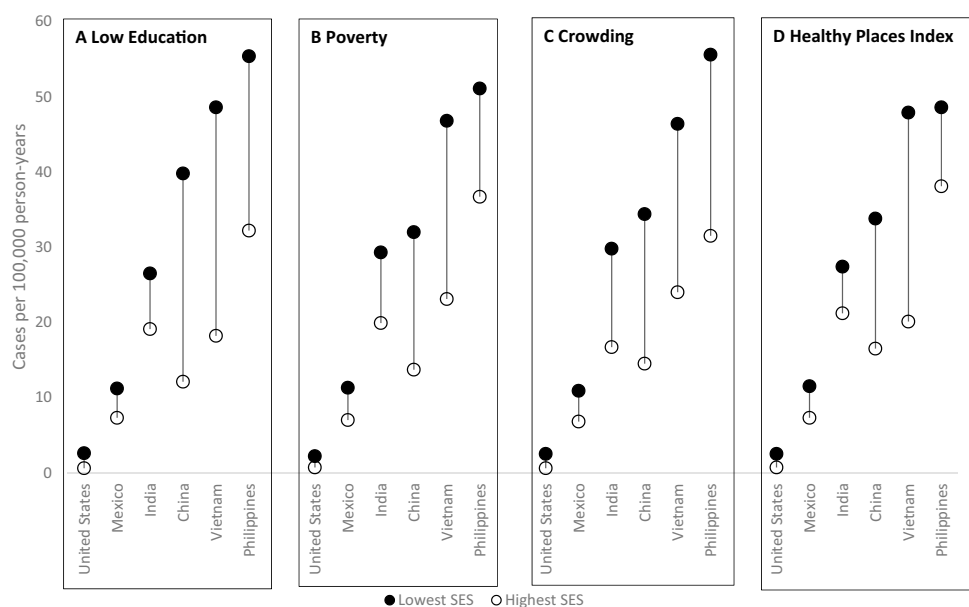 60
50
40
30
20
10
0
Cases per 100,000 person-years
A Low Education
United States
Mexico
India
China
Vietnam
Philippines
B Poverty
United States
Mexico
India
China
Vietnam
Philippines
C Crowding
United States
Mexico
India
China
Vietnam
Philippines
D Healthy Places Index
United States
Mexico
India
China
Vietnam
Philippines
Lowest SES
Highest SES